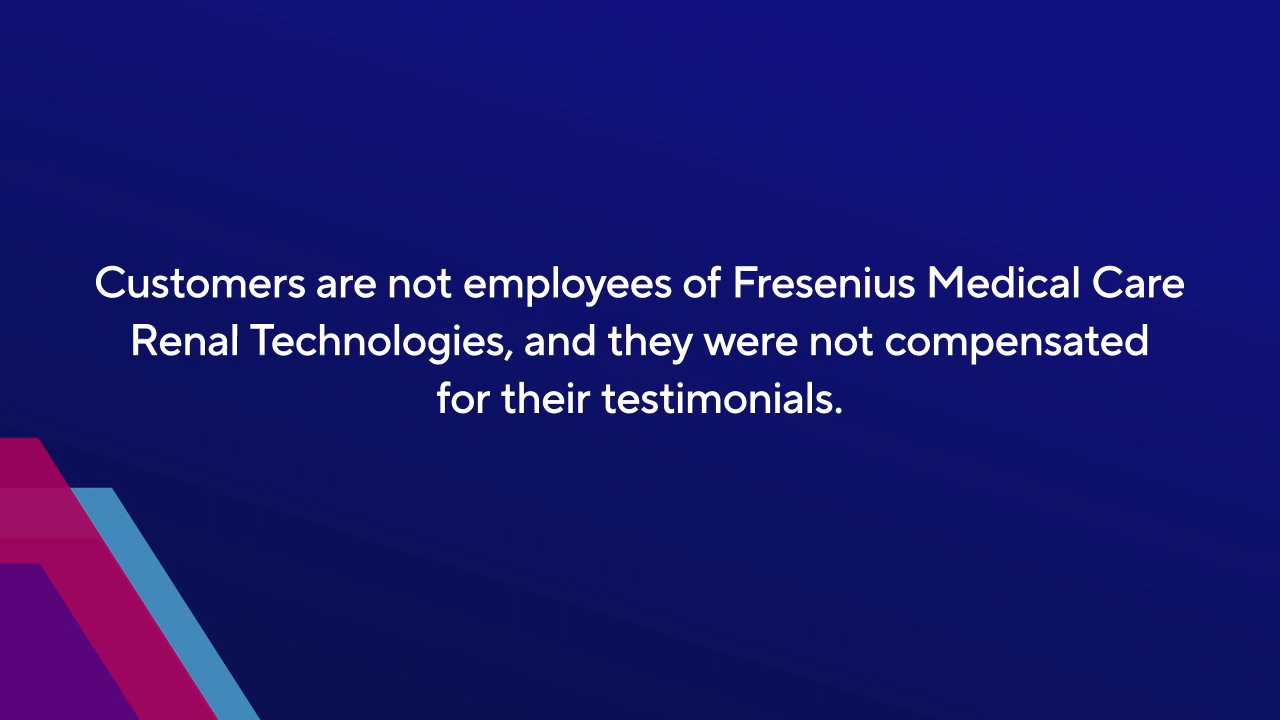 Customers are not employees of Fresenius Medical Care
Renal Technologies, and they were not compensated
for their testimonials.